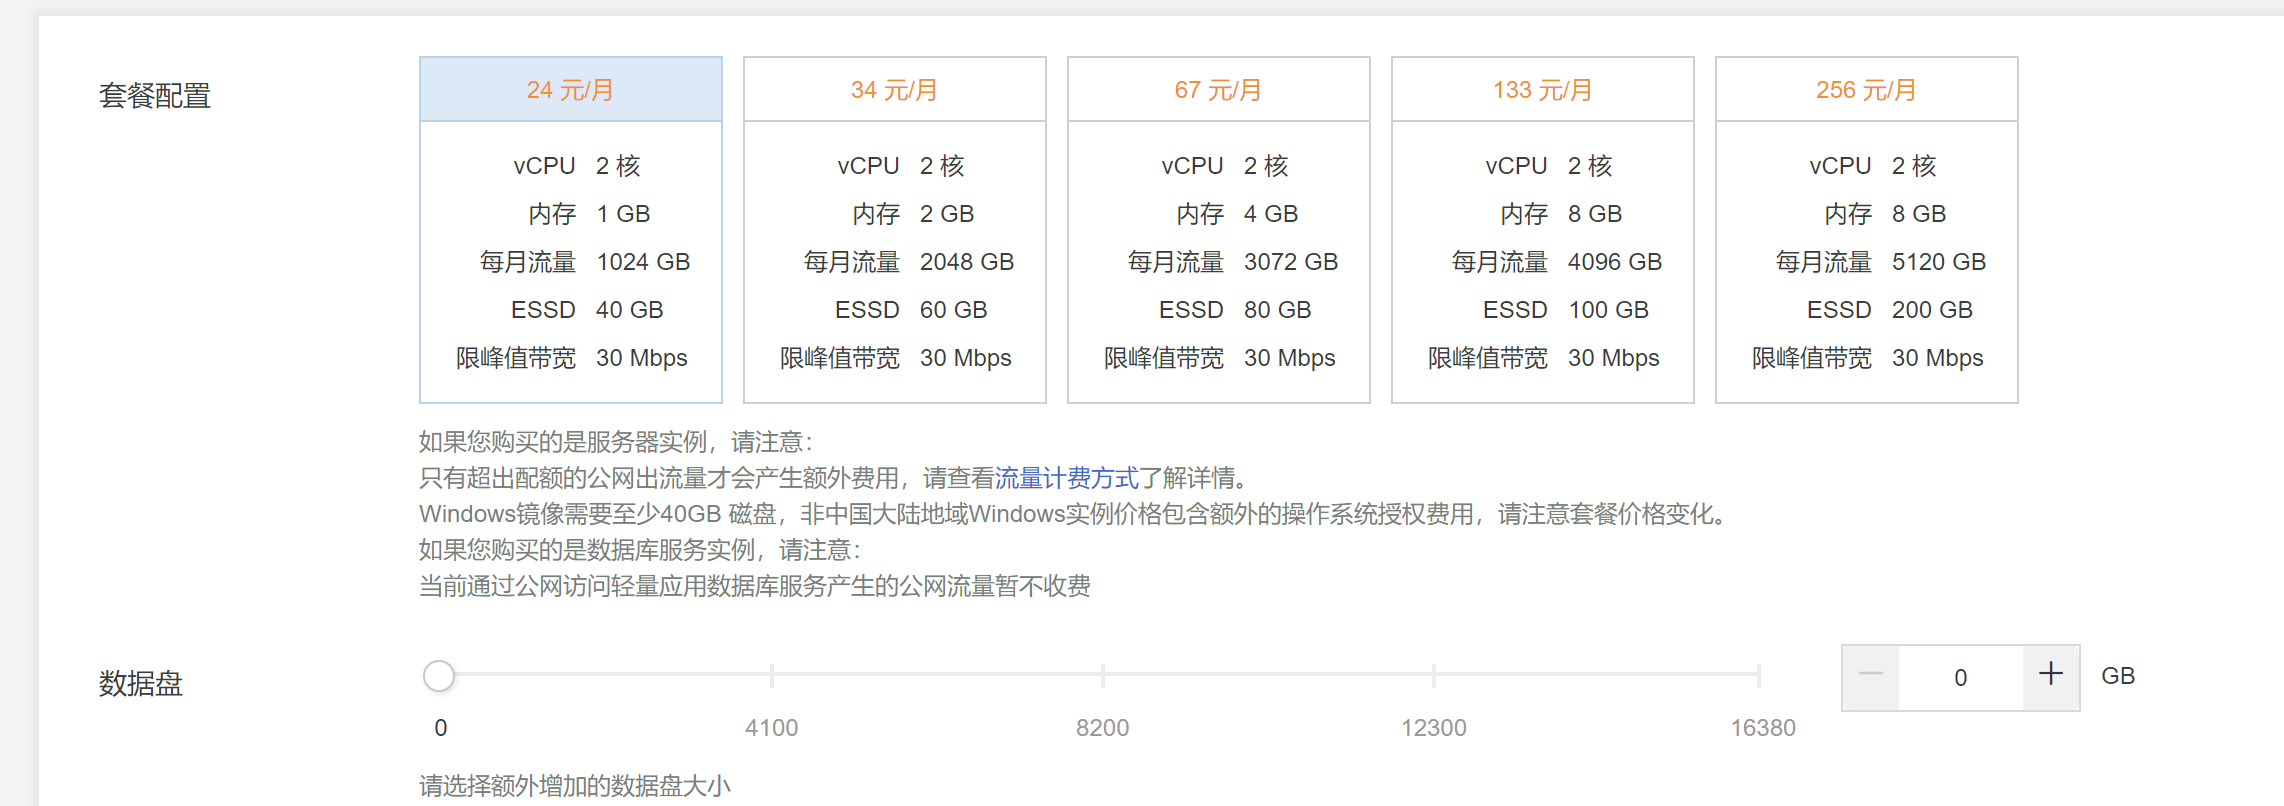 套餐配置
24 元/月 34 元/月 67 元/月 133 元/月 256 元/月
vCPU 2 核 vCPU 2 核 vCPU 2 核 vCPU 2 核 vCPU 2 核
内存 1 GB 内存 2 GB 内存 4 GB 内存 8 GB 内存 8 GB
每月流量 1024 GB 每月流量 2048 GB 每月流量 3072 GB 每月流量 4096 GB 每月流量 5120 GB
ESSD 40 GB ESSD 60 GB ESSD 80 GB ESSD 100 GB ESSD 200 GB
限峰值带宽 30 Mbps 限峰值带宽 30 Mbps 限峰值带宽 30 Mbps 限峰值带宽 30 Mbps 限峰值带宽 30 Mbps
如果您购买的是服务器实例，请注意：
只有超出配额的公网出流量才会产生额外费用，请查看流量计费方式了解详情。
Windows镜像需要至少40GB 磁盘，非中国大陆地域Windows实例价格包含额外的操作系统授权费用，请注意套餐价格变化。
如果您购买的是数据库服务实例，请注意：
当前通过公网访问轻量应用数据库服务产生的公网流量暂不收费
数据盘
0 GB
0 4100 8200 12300 16380
请选择额外增加的数据盘大小